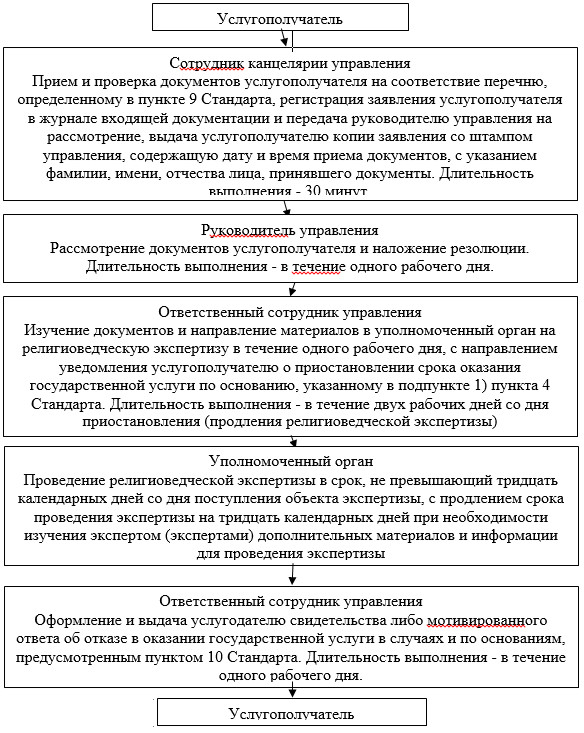 Услугополучатель
Сотрудник канцелярии управления
Прием и проверка документов услугополучателя на соответствие перечню,
определенному в пункте 9 Стандарта, регистрация заявления услугополучателя
в журнале входящей документации и передача руководителю управления на
рассмотрение, выдача услугополучателю копии заявления со штампом
управления, содержащую дату и время приема документов, с указанием
фамилии, имени, отчества лица, принявшего документы. Длительность
выполнения - 30 минут
Руководитель управления
Рассмотрение документов услугополучателя и наложение резолюции.
Длительность выполнения - в течение одного рабочего дня.
Ответственный сотрудник управления
Изучение документов и направление материалов в уполномоченный орган на
религиоведческую экспертизу в течение одного рабочего дня, с направлением
уведомления услугополучателю о приостановлении срока оказания
государственной услуги по основанию, указанному в подпункте 1) пункта 4
Стандарта. Длительность выполнения - в течение двух рабочих дней со дня
приостановления (продления религиоведческой экспертизы)
Уполномоченный орган
Проведение религиоведческой экспертизы в срок, не превышающий тридцать
календарных дней со дня поступления объекта экспертизы, с продлением срока
проведения экспертизы на тридцать календарных дней при необходимости
изучения экспертом (экспертами) дополнительных материалов и информации
для проведения экспертизы
Ответственный сотрудник управления
Оформление и выдача услугодателю свидетельства либо мотивированного
ответа об отказе в оказании государственной услуги в случаях и по основаниям,
предусмотренным пунктом 10 Стандарта. Длительность выполнения - в течение
одного рабочего дня.
Услугополучатель